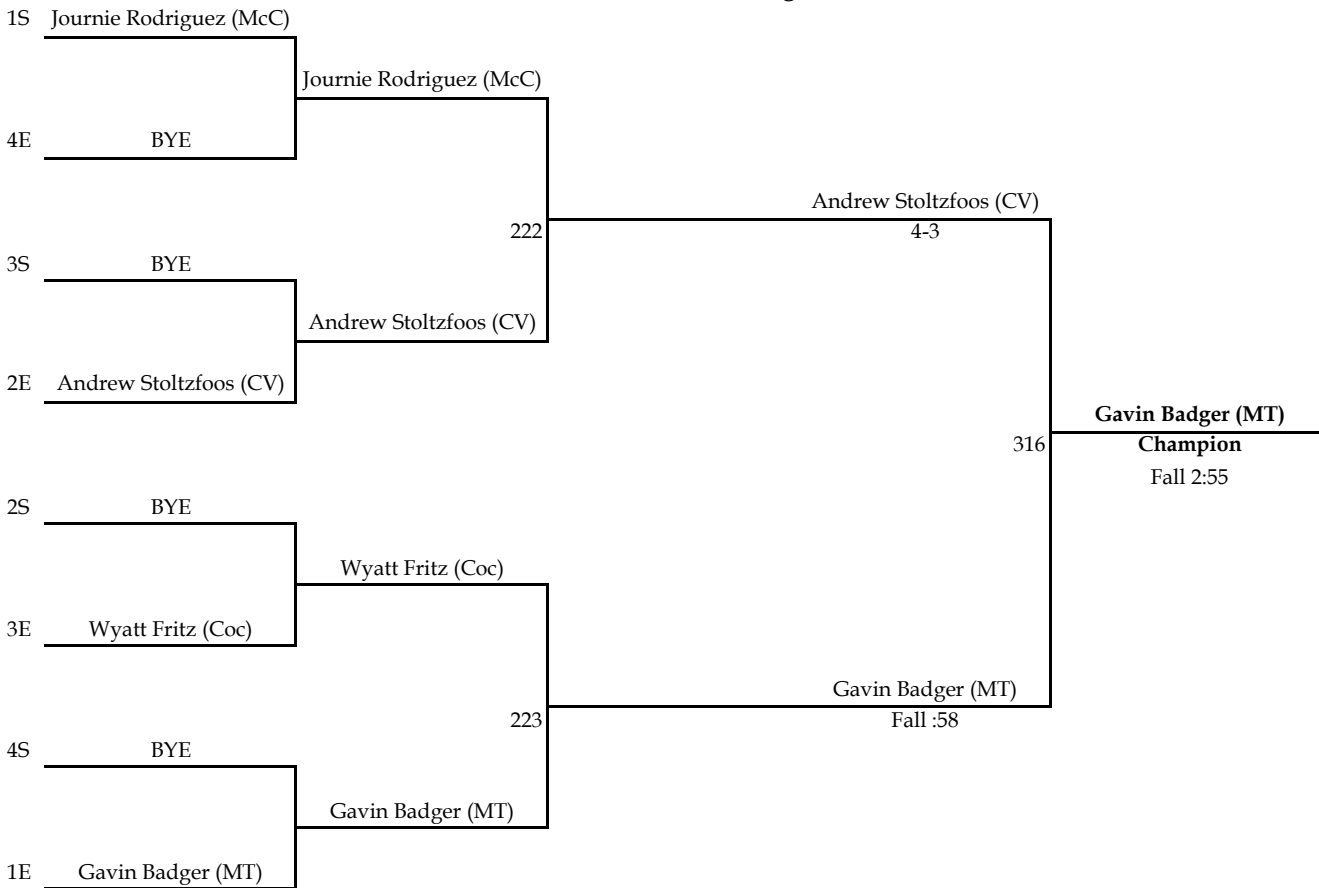 1S Journie Rodriguez (McC)
Journie Rodriguez (McC)
4E BYE
Andrew Stoltzfoos (CV)
222 4-3
3S BYE
Andrew Stoltzfoos (CV)
2E Andrew Stoltzfoos (CV)
Gavin Badger (MT)
316 Champion
Fall 2:55
2S BYE
Wyatt Fritz (Coc)
3E Wyatt Fritz (Coc)
Gavin Badger (MT)
223 Fall :58
4S BYE
Gavin Badger (MT)
1E Gavin Badger (MT)